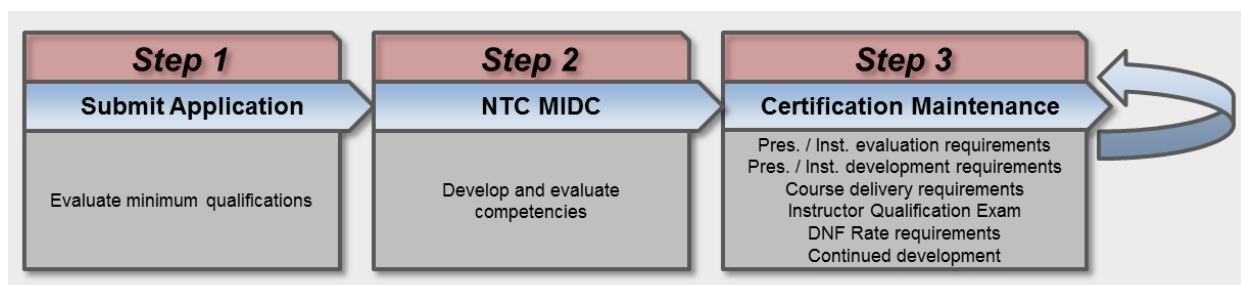 Step 1
Submit Application
Evaluate minimum qualifications
Step 2
NTC MIDC
Develop and evaluate
competencies
Step 3
Certification Maintenance
Pres. / Inst. evaluation requirements
Pres. / Inst. development requirements
Course delivery requirements
Instructor Qualification Exam
DNF Rate requirements
Continued development